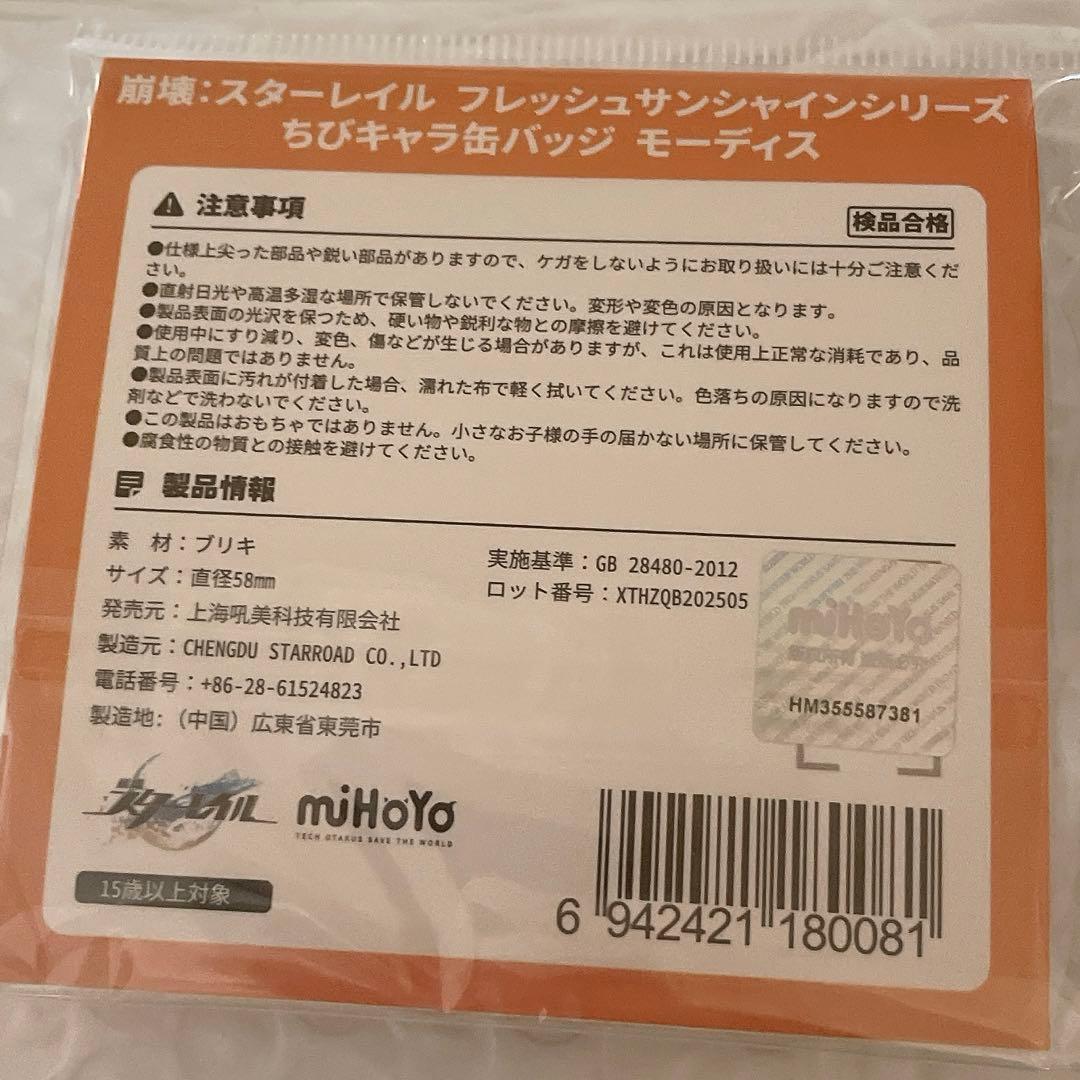 崩壊：スターレイル フレッシュサンシャインシリーズ
ちびキャラ缶バッジ モーディス
注意事項
検品合格
●仕様上尖った部品や鋭い部品がありますので、ケガをしないようにお取り扱いには十分ご注意くだ
さい。
●直射日光や高温多湿な場所で保管しないでください。変形や変色の原因となります。
●製品表面の光沢を保つため、硬い物や鋭利な物との摩擦を避けてください。
●使用中にすり減り、変色、傷などが生じる場合がありますが、これは使用上正常な消耗であり、品
質上の問題ではありません。
●製品表面に汚れが付着した場合、濡れた布で軽く拭いてください。色落ちの原因になりますので洗
剤などで洗わないでください。
●この製品はおもちゃではありません。小さなお子様の手の届かない場所に保管してください。
●腐食性の物質との接触を避けてください。
製品情報
素 材：ブリキ
サイズ：直径58mm
発売元：上海吼美科技有限会社
製造元：CHENGDU STARROAD CO.,LTD
電話番号：+86-28-61524823
製造地：（中国）広東省東莞市
実施基準：GB 28480-2012
ロット番号：XTHZQB202505
HM355587381
スターレイル
miHoYo
TECH OTAKUS SAVE THE WORLD
15歳以上対象
6 942421 180081